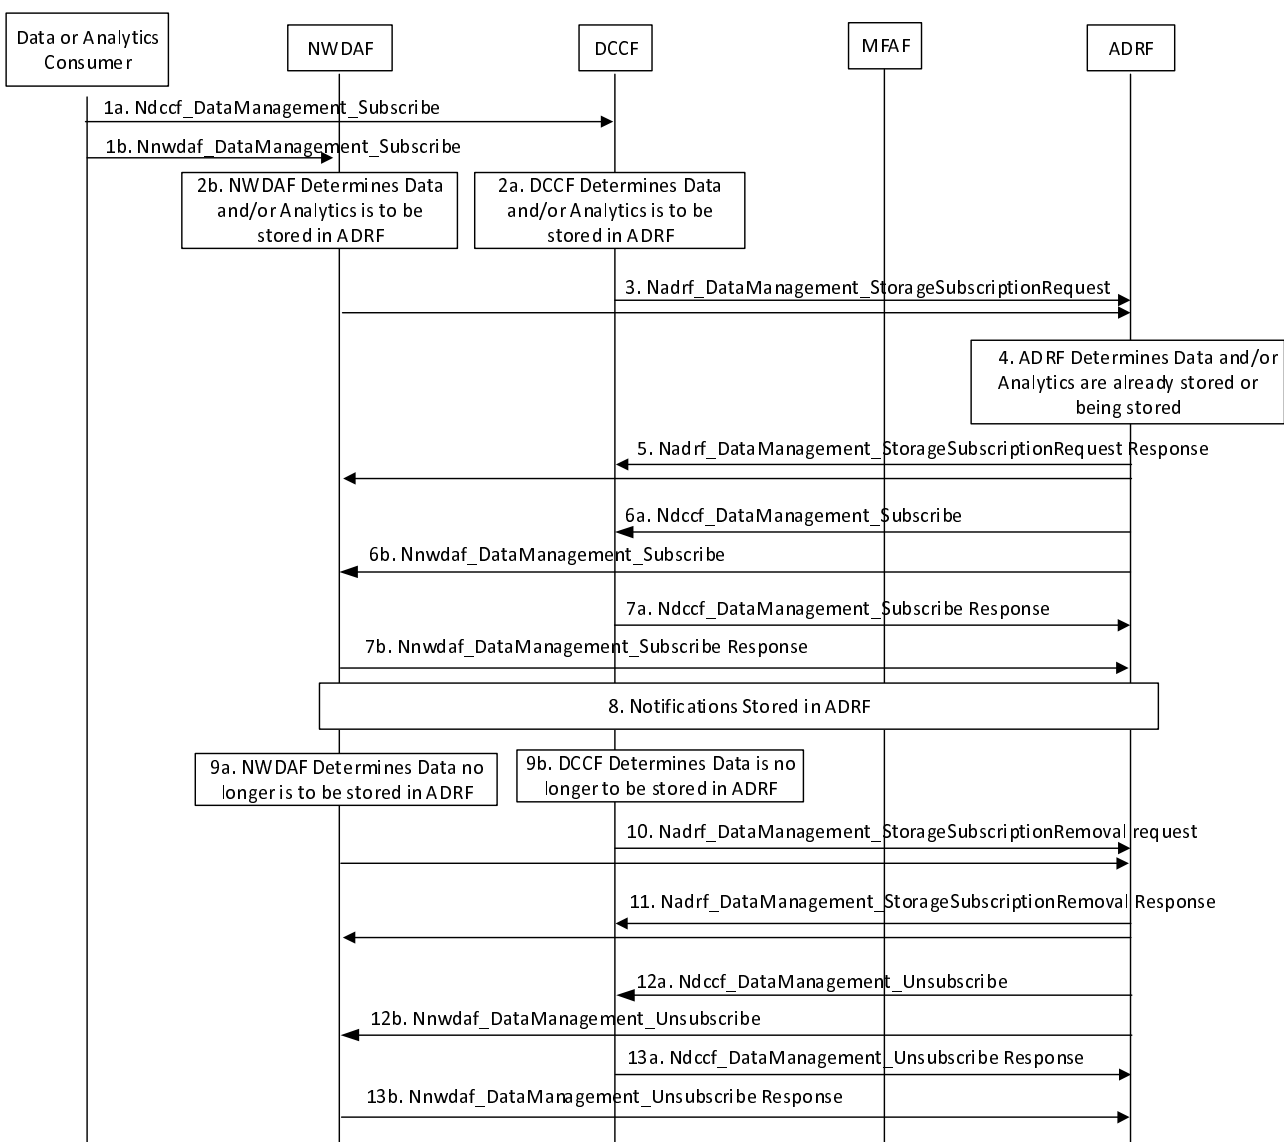 Data or Analytics
Consumer
NWDAF
DCCF
MFAF
ADRF
1a. Ndccf_DataManagement_Subscribe
1b. Nnwdaf_DataManagement_Subscribe
2b. NWDAF Determines Data
and/or Analytics is to be
stored in ADRF
2a. DCCF Determines Data
and/or Analytics is to be
stored in ADRF
3. Nadrf_DataManagement_StorageSubscriptionRequest
4. ADRF Determines Data and/or
Analytics are already stored or
being stored
5. Nadrf_DataManagement_StorageSubscriptionRequest Response
6a. Ndccf_DataManagement_Subscribe
6b. Nnwdaf_DataManagement_Subscribe
7a. Ndccf_DataManagement_Subscribe Response
7b. Nnwdaf_DataManagement_Subscribe Response
8. Notifications Stored in ADRF
9a. NWDAF Determines Data no
longer is to be stored in ADRF
9b. DCCF Determines Data is no
longer to be stored in ADRF
10. Nadrf_DataManagement_StorageSubscriptionRemoval request
11. Nadrf_DataManagement_StorageSubscriptionRemoval Response
12a. Ndccf_DataManagement_Unsubscribe
12b. Nnwdaf_DataManagement_Unsubscribe
13a. Ndccf_DataManagement_Unsubscribe Response
13b. Nnwdaf_DataManagement_Unsubscribe Response